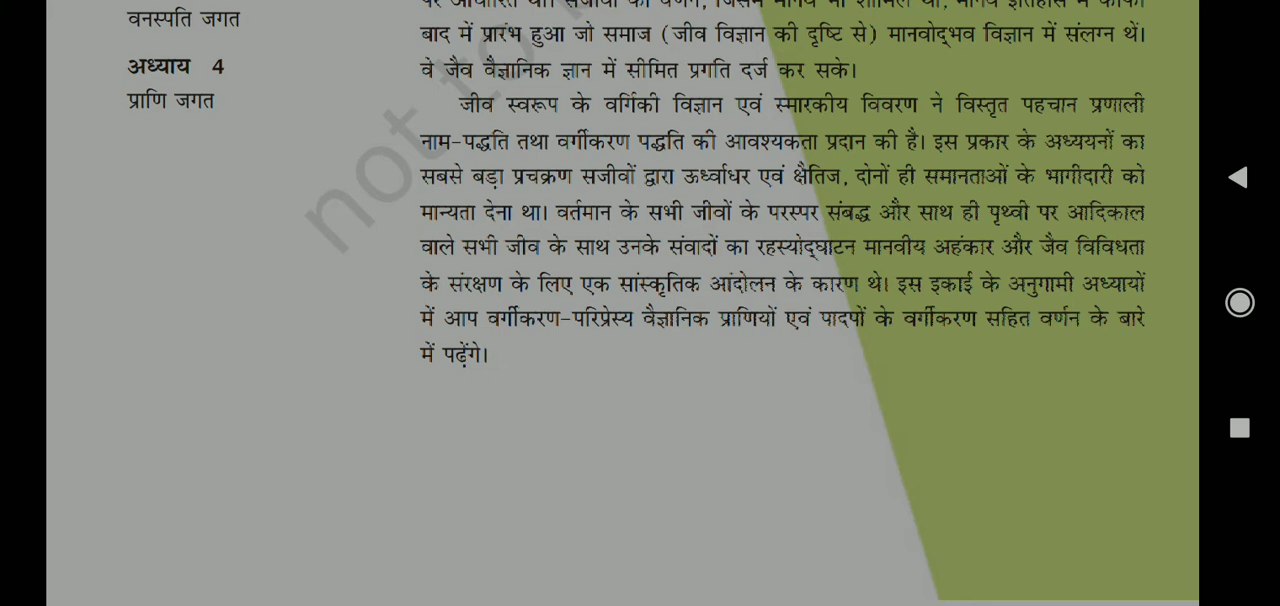 वनस्पति जगत
अध्याय 4
प्राणि जगत
बाद में प्रारंभ हुआ जो समाज (जीव विज्ञान की दृष्टि से) मानवोद्भव विज्ञान में संलग्न थें।
वे जैव वैज्ञानिक ज्ञान में सीमित प्रगति दर्ज कर सके।
जीव स्वरूप के वर्गिकी विज्ञान एवं स्मारकीय विवरण ने विस्तृत पहचान प्रणाली
नाम-पद्धति तथा वर्गीकरण पद्धति की आवश्यकता प्रदान की है। इस प्रकार के अध्ययनों का
सबसे बड़ा प्रचक्रण सजीवों द्वारा ऊर्ध्वाधर एवं क्षैतिज, दोनों ही समानताओं के भागीदारी को
मान्यता देना था। वर्तमान के सभी जीवों के परस्पर संबद्ध और साथ ही पृथ्वी पर आदिकाल
वाले सभी जीव के साथ उनके संवादों का रहस्योद्घाटन मानवीय अहंकार और जैव विविधता
के संरक्षण के लिए एक सांस्कृतिक आंदोलन के कारण थे। इस इकाई के अनुगामी अध्यायों
में आप वर्गीकरण-परिप्रेस्य वैज्ञानिक प्राणियों एवं पादपों के वर्गीकरण सहित वर्णन के बारे
में पढ़ेंगे।
not to